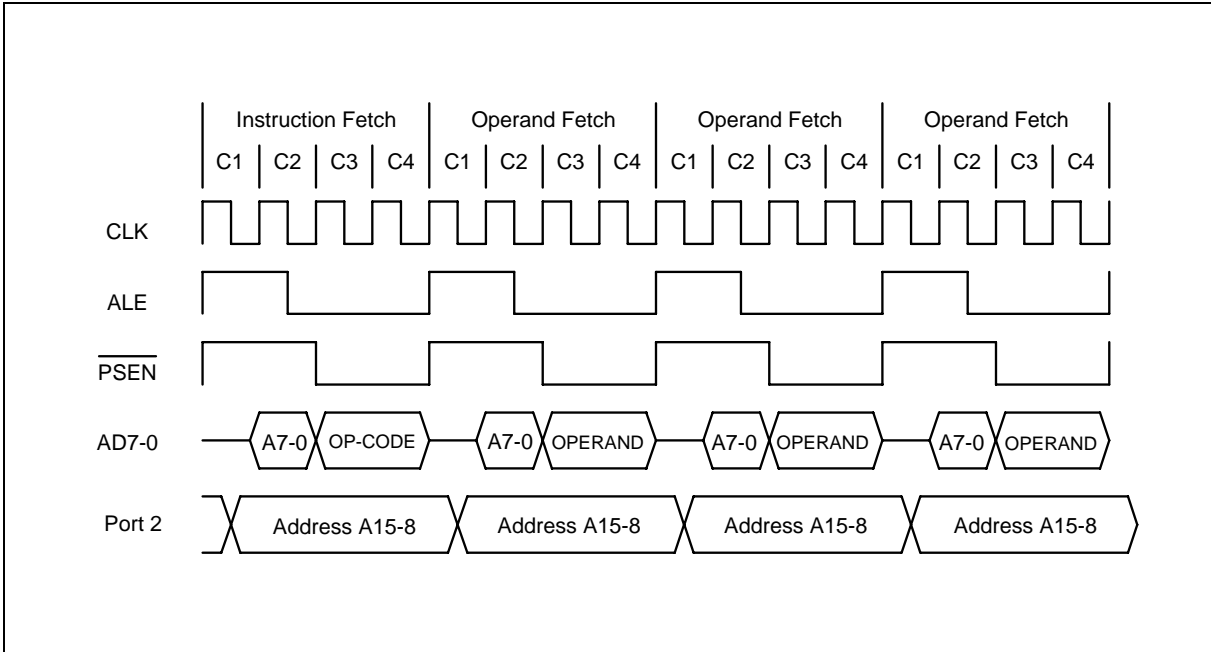 Instruction Fetch Operand Fetch Operand Fetch Operand Fetch
C1 C2 C3 C4 C1 C2 C3 C4 C1 C2 C3 C4 C1 C2 C3 C4
CLK
ALE
PSEN
AD7-0 A7-0 OP-CODE A7-0 OPERAND A7-0 OPERAND A7-0 OPERAND
Port 2 Address A15-8 Address A15-8 Address A15-8 Address A15-8